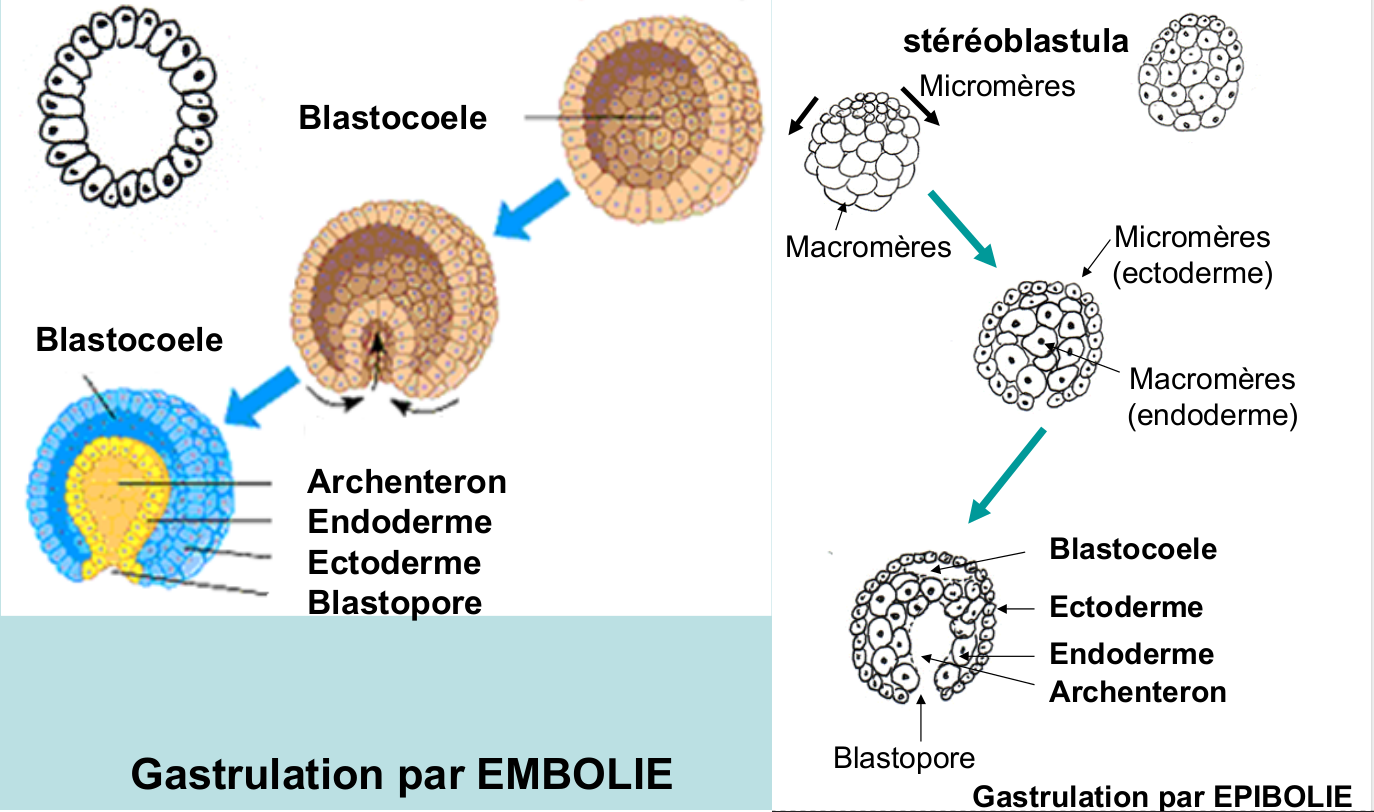 Blastocoele
Blastocoele
Archenteron
Endoderme
Ectoderme
Blastopore
Gastrulation par EMBOLIE
stéréoblastula
Micromères
Macromères
Micromères
(ectoderme)
Macromères
(endoderme)
Blastocoele
Ectoderme
Endoderme
Archenteron
Blastopore
Gastrulation par EPIBOLIE